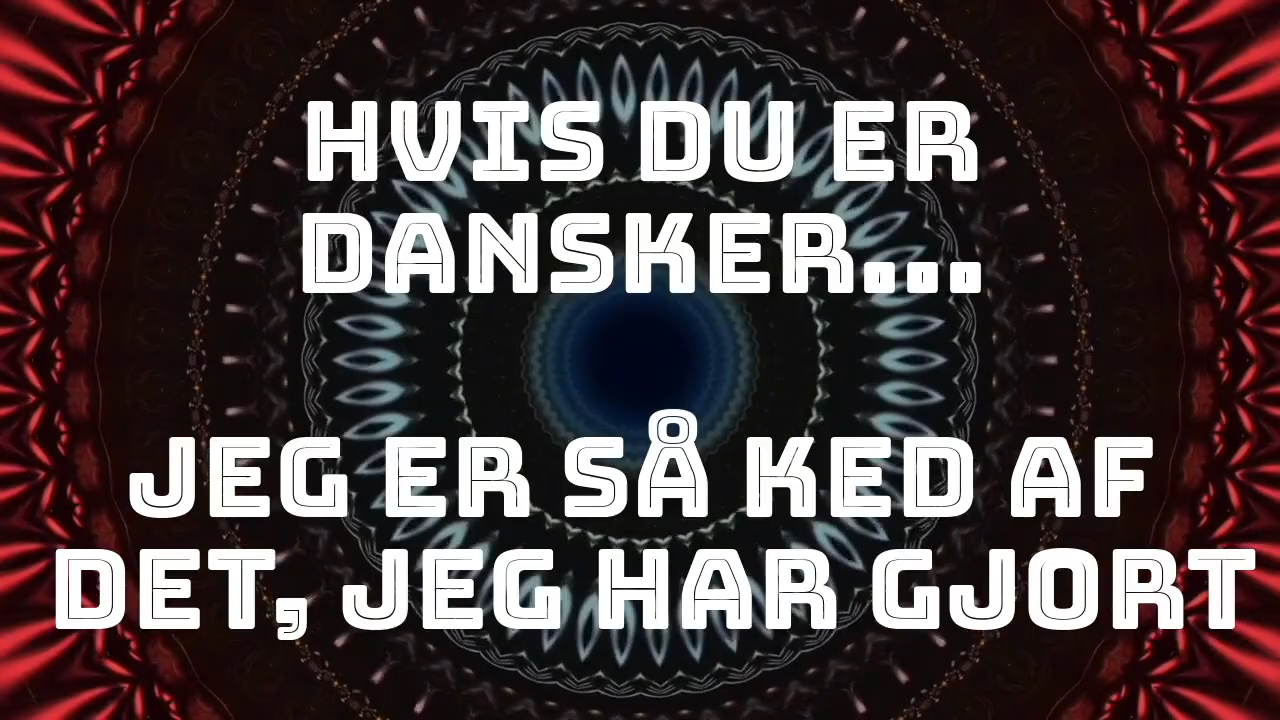 HVIS DU ER
DANSKER...
JEG ER SÅ KED AF
DET, JEG HAR GJORT